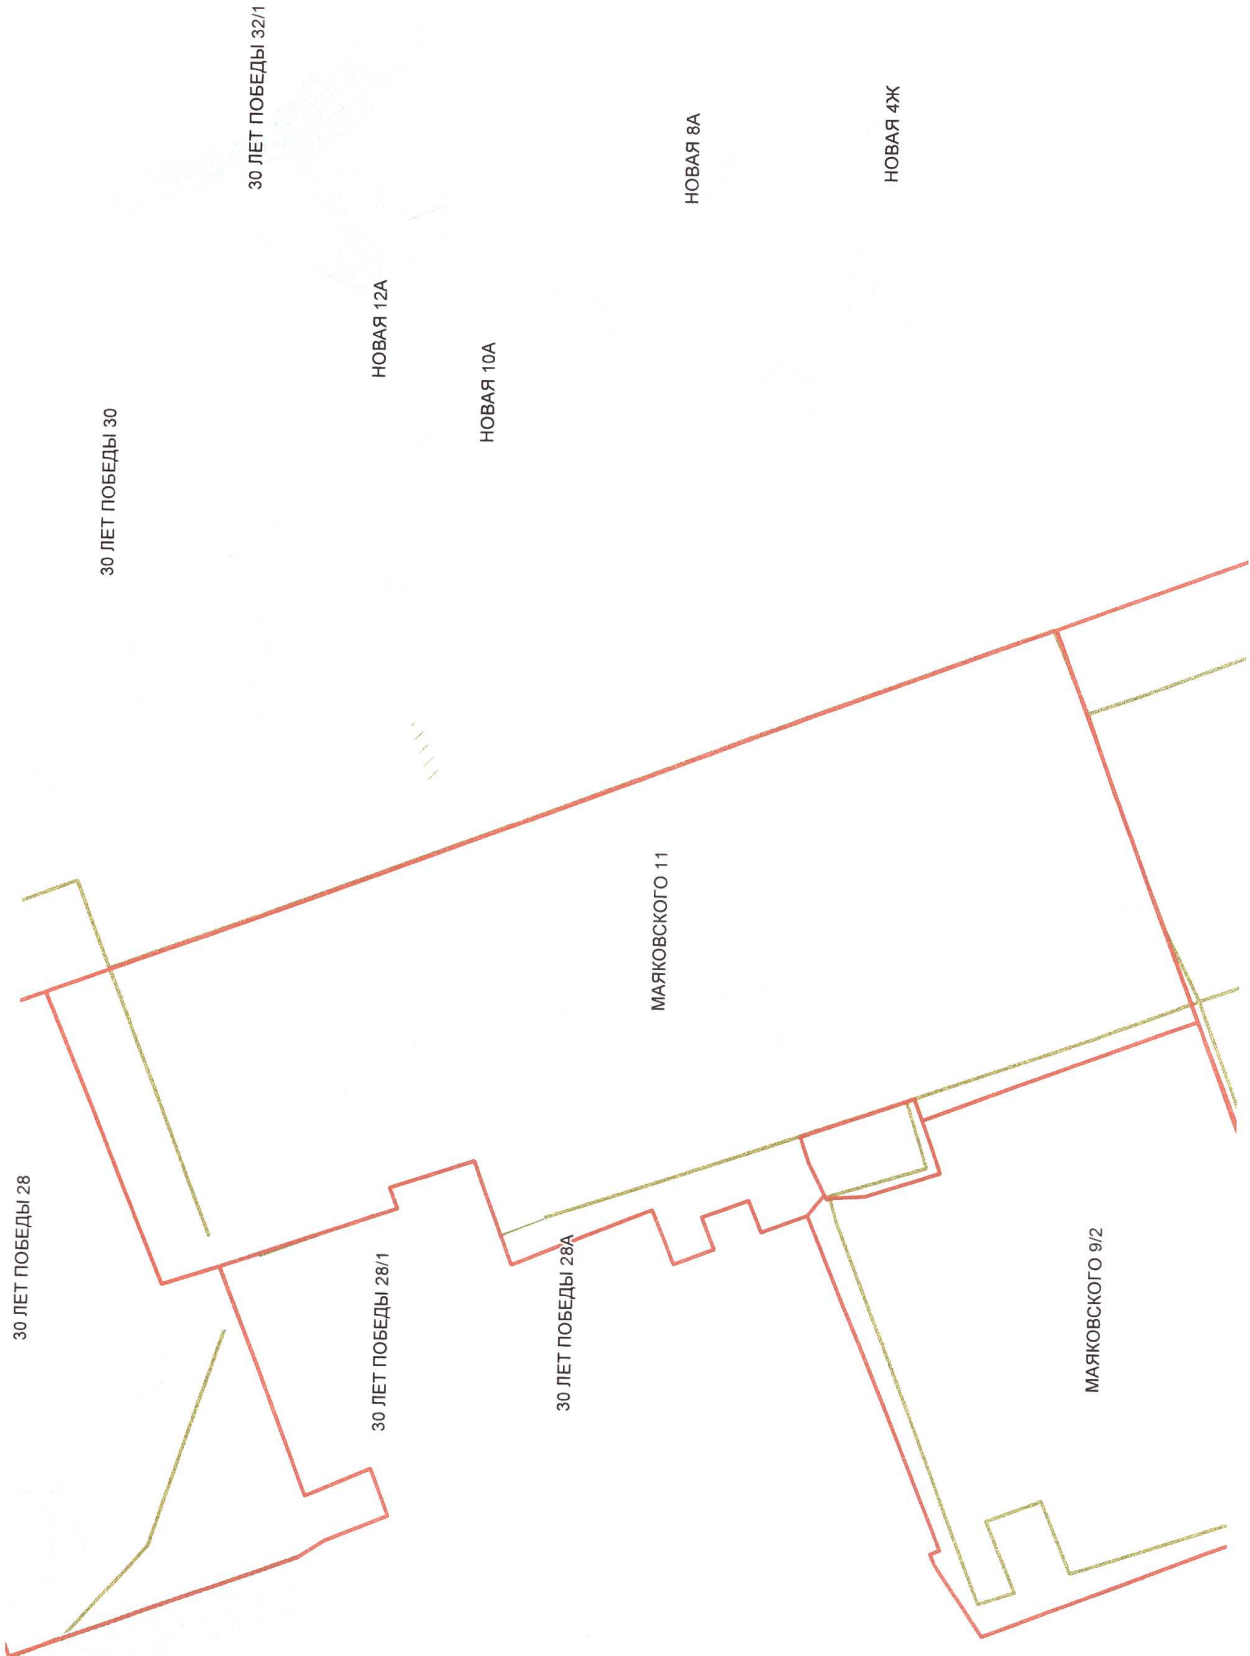 30 ЛЕТ ПОБЕДЫ 28
30 ЛЕТ ПОБЕДЫ 30
30 ЛЕТ ПОБЕДЫ 32/1
30 ЛЕТ ПОБЕДЫ 28/1
НОВАЯ 12А
НОВАЯ 10А
30 ЛЕТ ПОБЕДЫ 28А
МАЯКОВСКОГО 11
НОВАЯ 8А
НОВАЯ 4Ж
МАЯКОВСКОГО 9/2